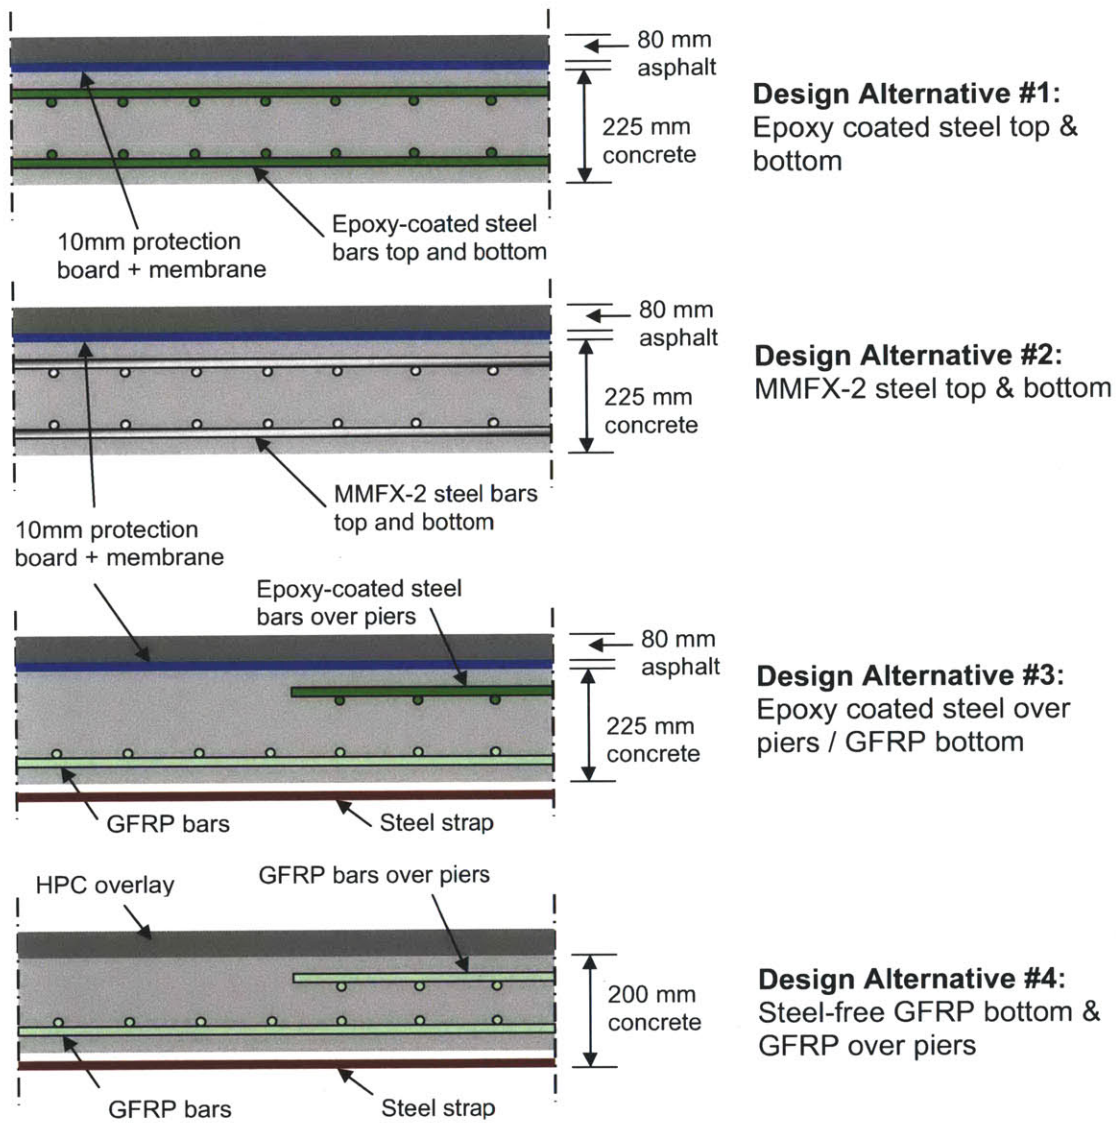 80 mm
asphalt
Design Alternative #1:
Epoxy coated steel top &
bottom
225 mm
concrete
Epoxy-coated steel
bars top and bottom
10mm protection
board + membrane
80 mm
asphalt
Design Alternative #2:
MMFX-2 steel top & bottom
225 mm
concrete
MMFX-2 steel bars
top and bottom
10mm protection
board + membrane
Epoxy-coated steel
bars over piers
80 mm
asphalt
Design Alternative #3:
Epoxy coated steel over
piers / GFRP bottom
225 mm
concrete
GFRP bars
Steel strap
HPC overlay
GFRP bars over piers
Design Alternative #4:
Steel-free GFRP bottom &
GFRP over piers
200 mm
concrete
GFRP bars
Steel strap